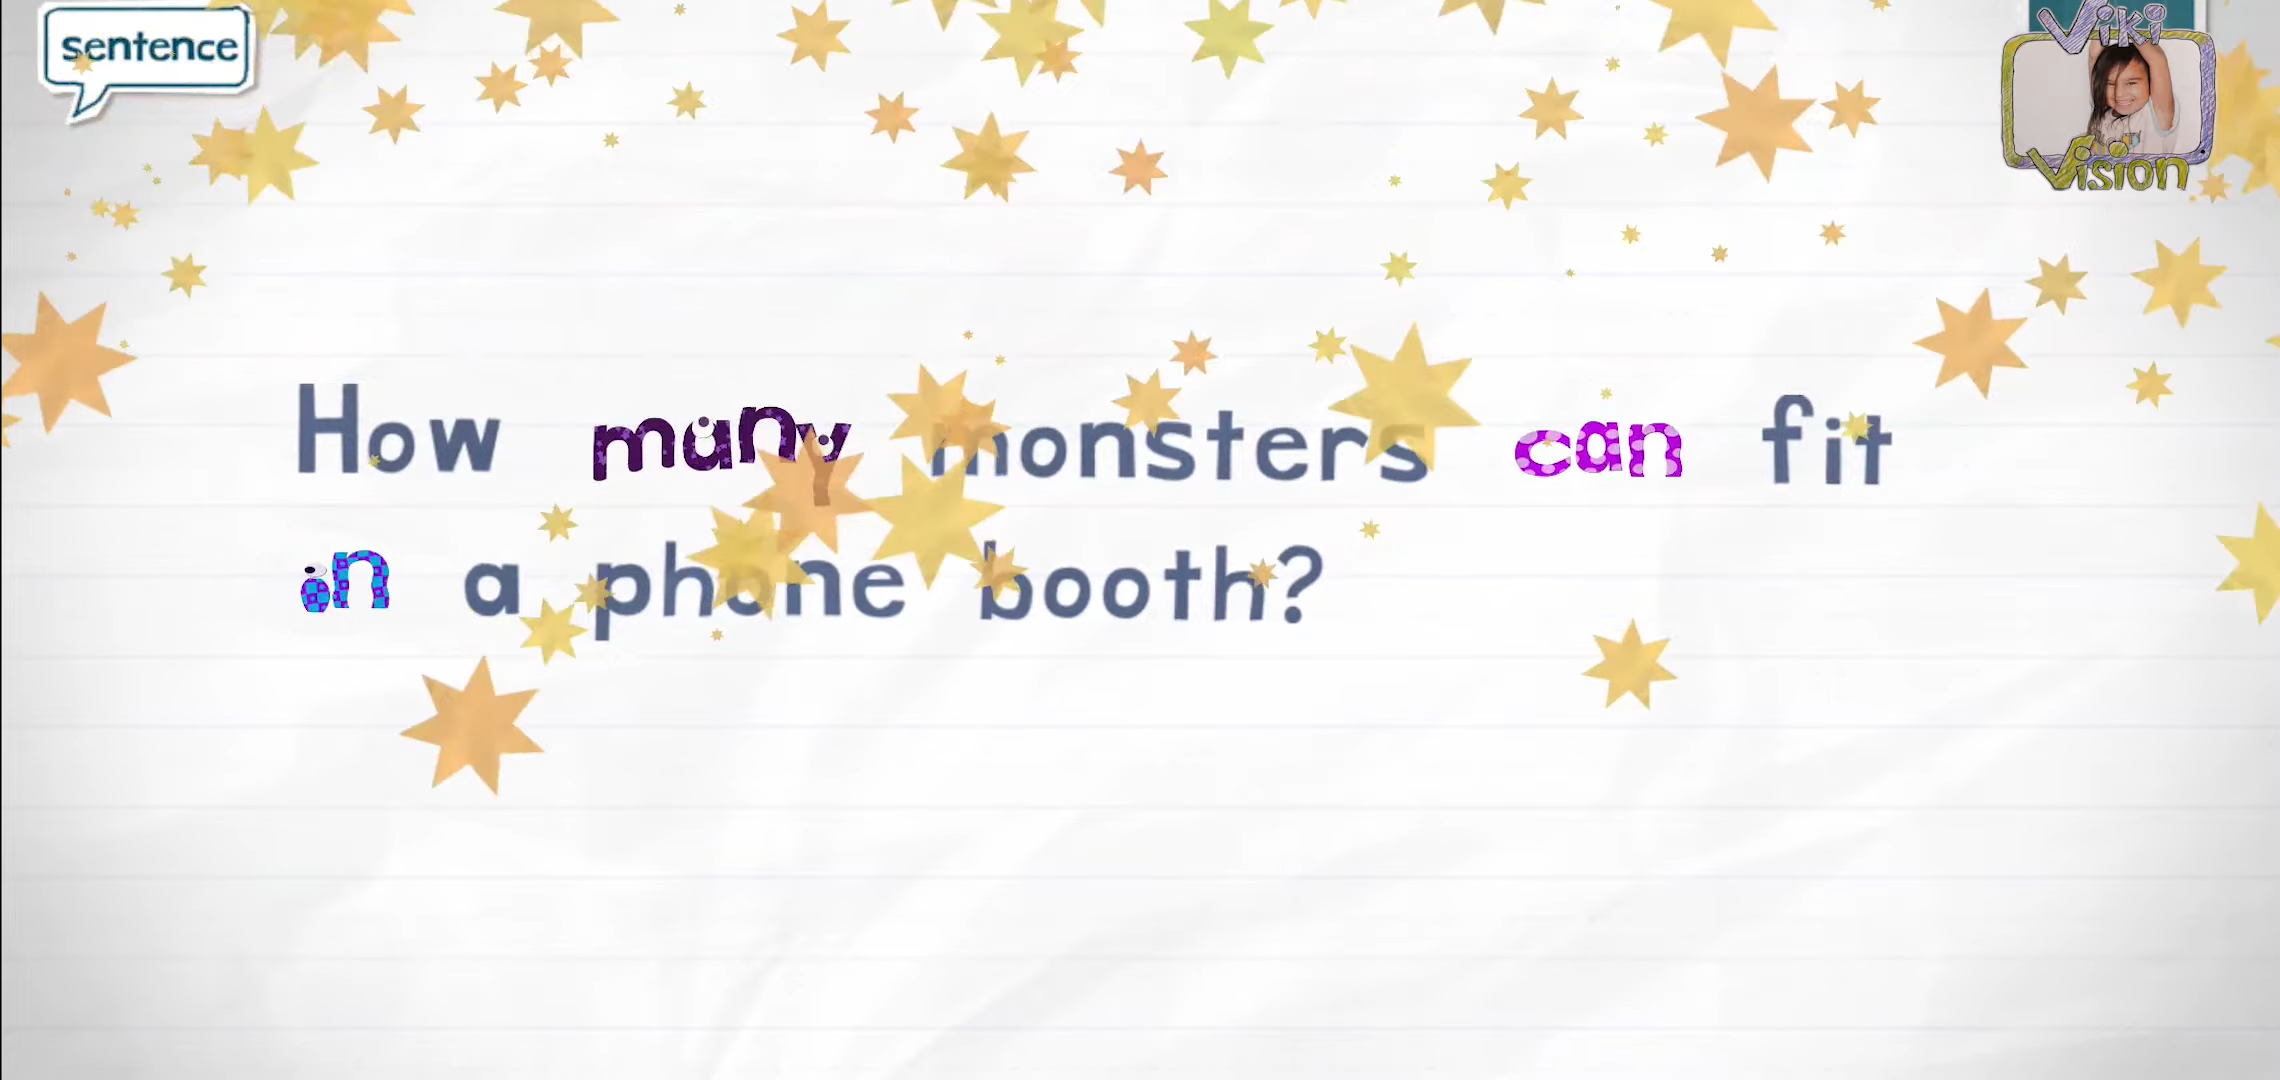 sentence
Viki
Vision
How many monsters can fit
in a phone booth?